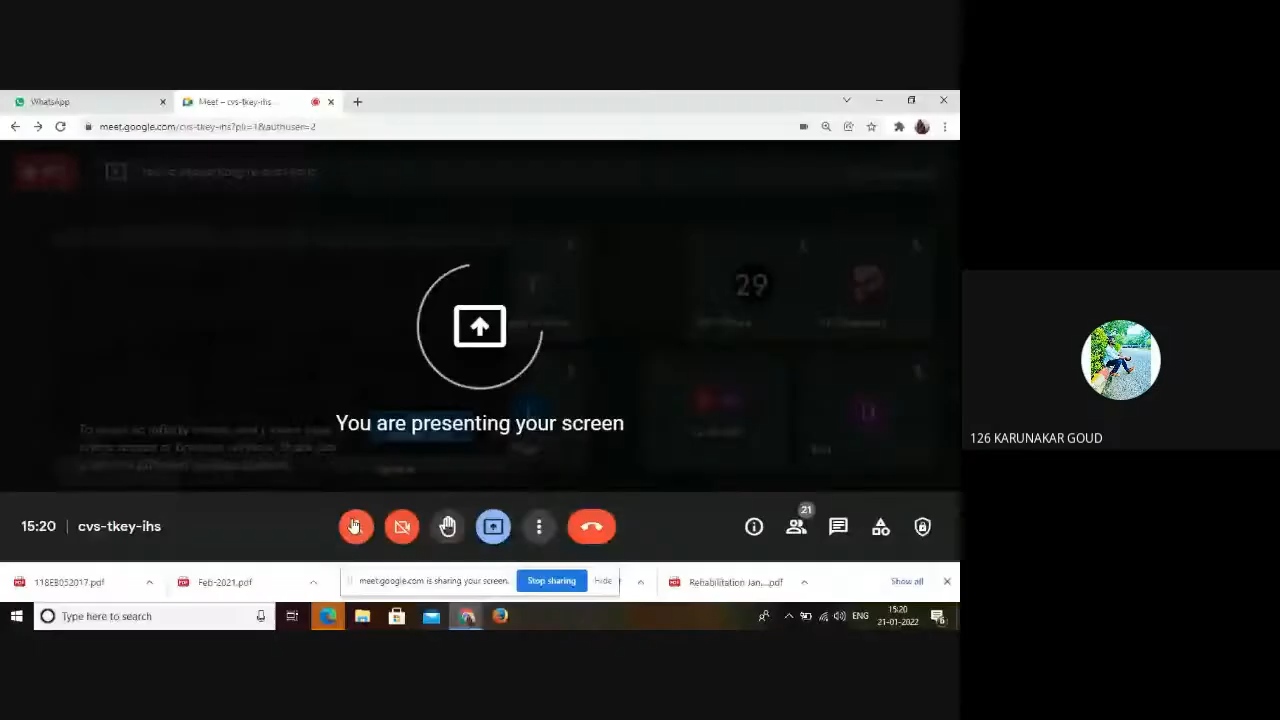 WhatsApp
Meet – cvs-tkey-ihs
meet.google.com/cvs-tkey-ihs?pli=1&authuser=2
29
You are presenting your screen
126 KARUNAKAR GOUD
15:20 | cvs-tkey-ihs
21
118EB052017.pdf
Feb-2021.pdf
meet.google.com is sharing your screen.
Stop sharing
Hide
Rehabilitation Jan....pdf
Show all
Type here to search
ENG
15:20
21-01-2022
6